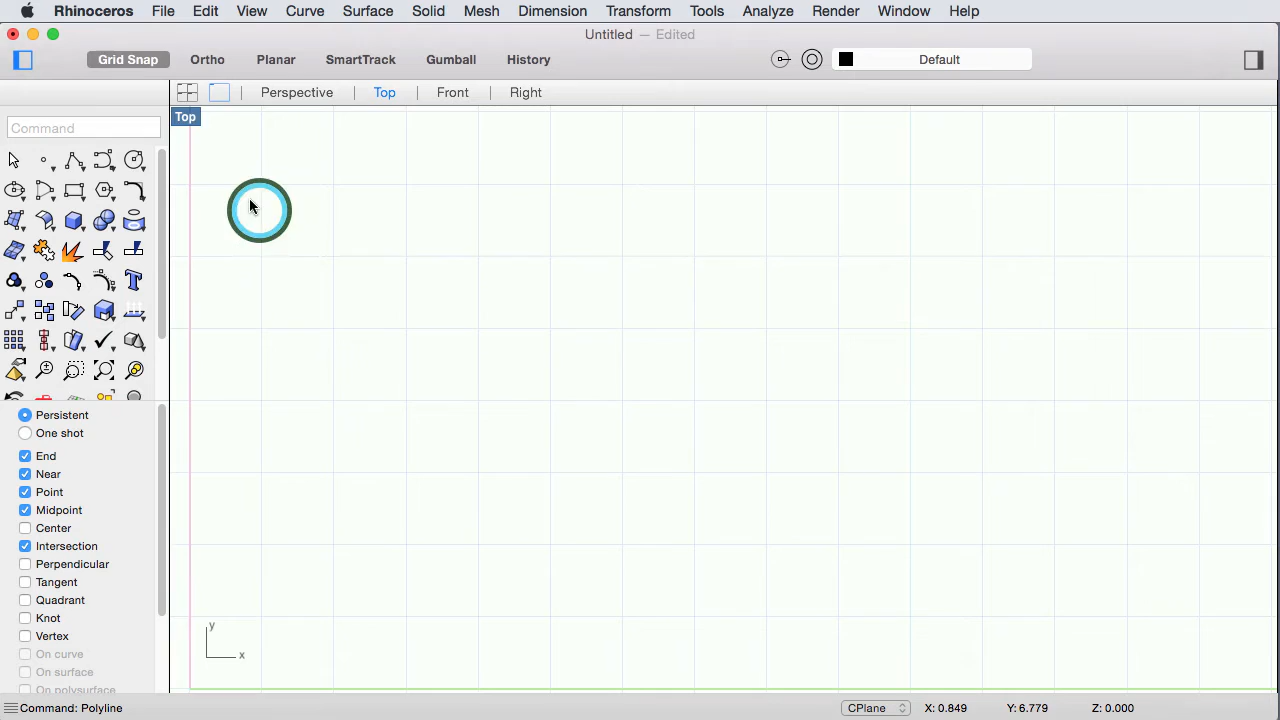 Rhinoceros File Edit View Curve Surface Solid Mesh Dimension Transform Tools Analyze Render Window Help
Untitled — Edited
Grid Snap Ortho Planar SmartTrack Gumball History Default
Perspective Top Front Right
Top
Command
Persistent
One shot
End
Near
Point
Midpoint
Center
Intersection
Perpendicular
Tangent
Quadrant
Knot
Vertex
On curve
On surface
On polysurface
y
x
Command: Polyline CPlane X: 0.849 Y: 6.779 Z: 0.000